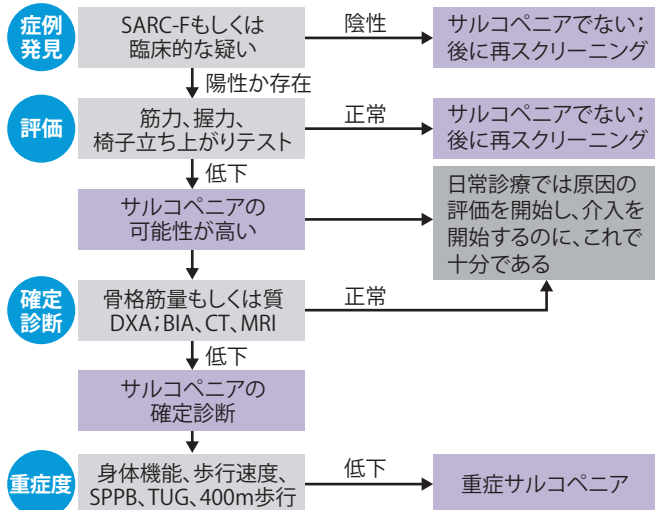 症例
発見
SARC-Fもしくは
臨床的な疑い
陰性
サルコペニアでない；
後に再スクリーニング
陽性か存在
評価
筋力、握力、
椅子立ち上がりテスト
正常
サルコペニアでない；
後に再スクリーニング
低下
サルコペニアの
可能性が高い
日常診療では原因の
評価を開始し、介入を
開始するのに、これで
十分である
確定
診断
骨格筋量もしくは質
DXA；BIA、CT、MRI
正常
低下
サルコペニアの
確定診断
重症度
身体機能、歩行速度、
SPPB、TUG、400m歩行
低下
重症サルコペニア